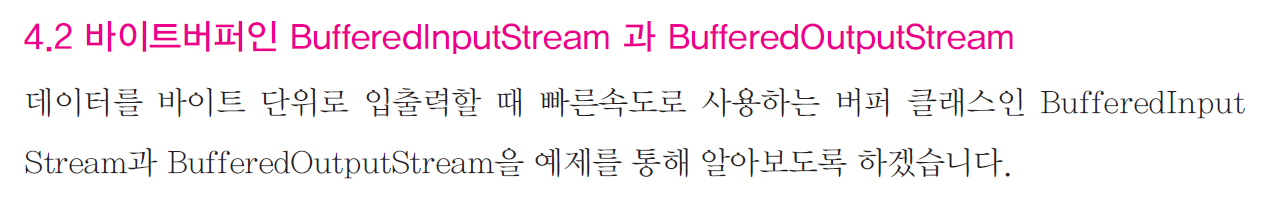 4.2 바이트버퍼인 BufferedInputStream 과 BufferedOutputStream
데이터를 바이트 단위로 입출력할 때 빠른속도로 사용하는 버퍼 클래스인 BufferedInput
Stream과 BufferedOutputStream을 예제를 통해 알아보도록 하겠습니다.